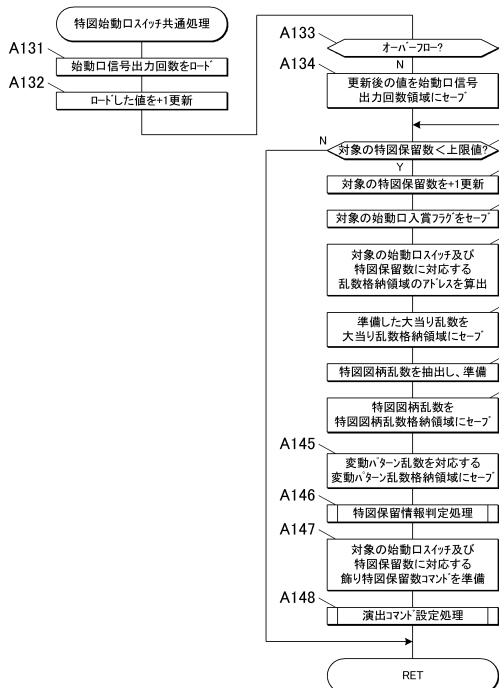 特図始動口スイッチ共通処理
A131
始動口信号出力回数をロード
A132
ロードした値を+1更新
A133
オーバーフロー?
N
A134
更新後の値を始動口信号
出力回数領域にセーブ
N
対象の特図保留数<上限値?
Y
対象の特図保留数を+1更新
対象の始動口入賞フラグをセーブ
対象の始動口スイッチ及び
特図保留数に対応する
乱数格納領域のアドレスを算出
準備した大当り乱数を
大当り乱数格納領域にセーブ
特図図柄乱数を抽出し、準備
特図図柄乱数を
特図図柄乱数格納領域にセーブ
A145
変動パターン乱数を対応する
変動パターン乱数格納領域にセーブ
A146
特図保留情報判定処理
A147
対象の始動口スイッチ及び
特図保留数に対応する
飾り特図保留数コマンドを準備
A148
演出コマンド設定処理
RET